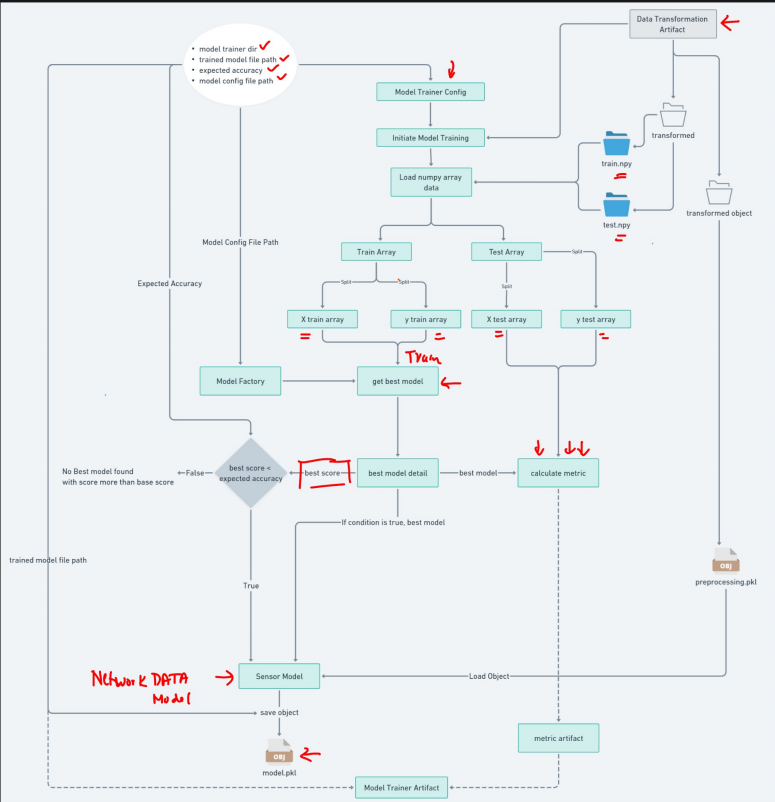 Data Transformation
Artifact
• model trainer dir
• trained model file path
• expected accuracy
• model config file path
Model Trainer Config
Initiate Model Training
transformed
train.npy
Load numpy array
data
test.npy
transformed object
Model Config File Path
Train Array
Test Array
Split
Expected Accuracy
Split
Split
Split
X train array
y train array
X test array
y test array
Train
Model Factory
get best model
No Best model found
with score more than base score
False
best score <
expected accuracy
best score
best model detail
best model
calculate metric
If condition is true, best model
trained model file path
OBJ
preprocessing.pkl
True
Network DATA
Model
Sensor Model
Load Object
save object
OBJ
model.pkl
metric artifact
Model Trainer Artifact